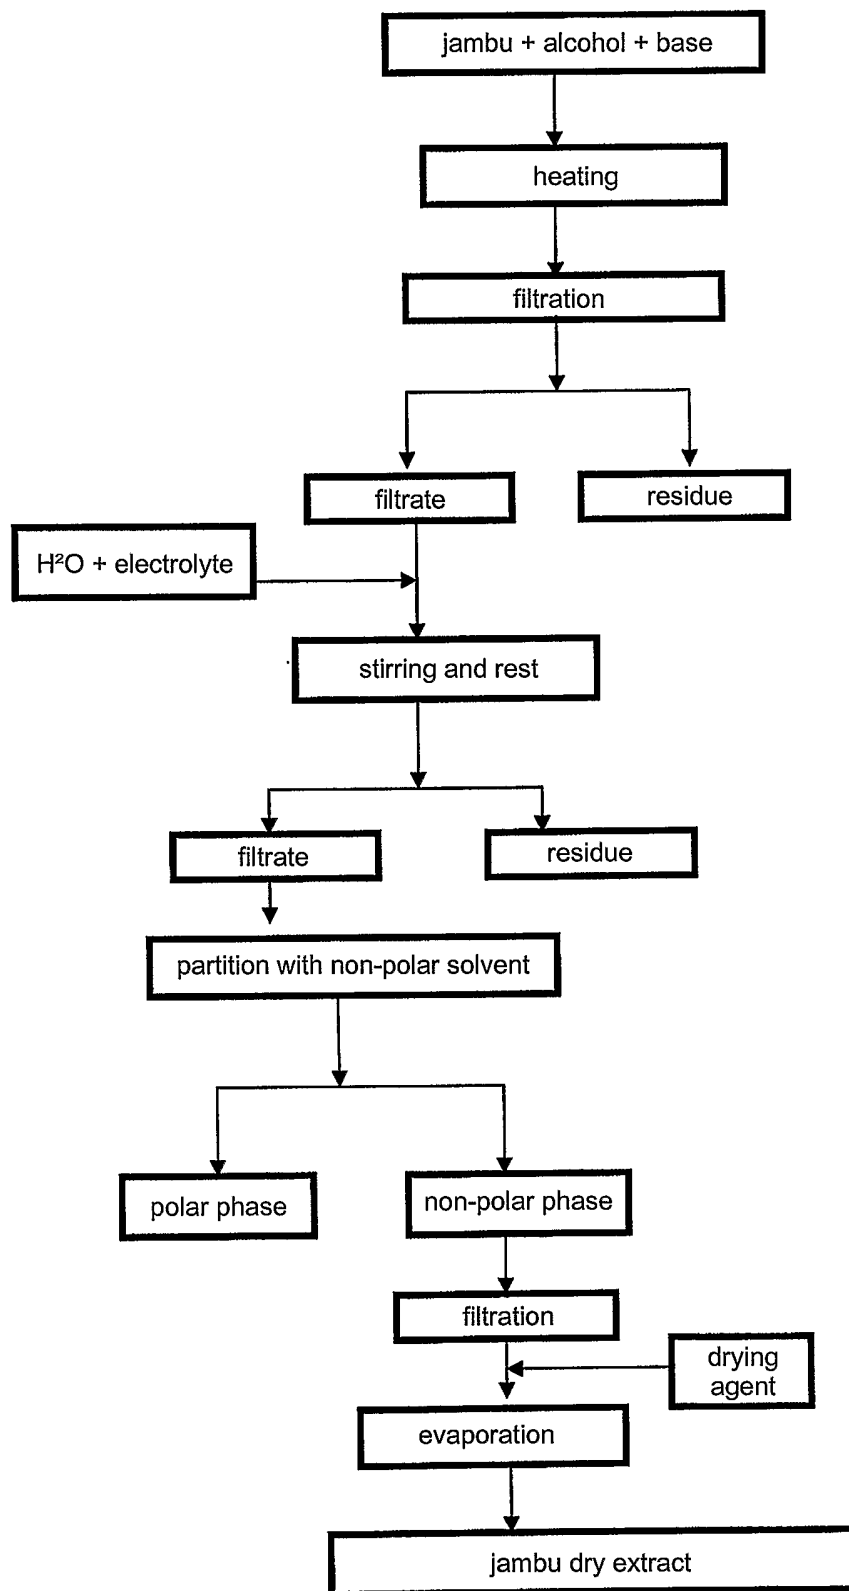 jambu + alcohol + base
heating
filtration
filtrate
residue
H²O + electrolyte
stirring and rest
filtrate
residue
partition with non-polar solvent
polar phase
non-polar phase
filtration
drying
agent
evaporation
jambu dry extract